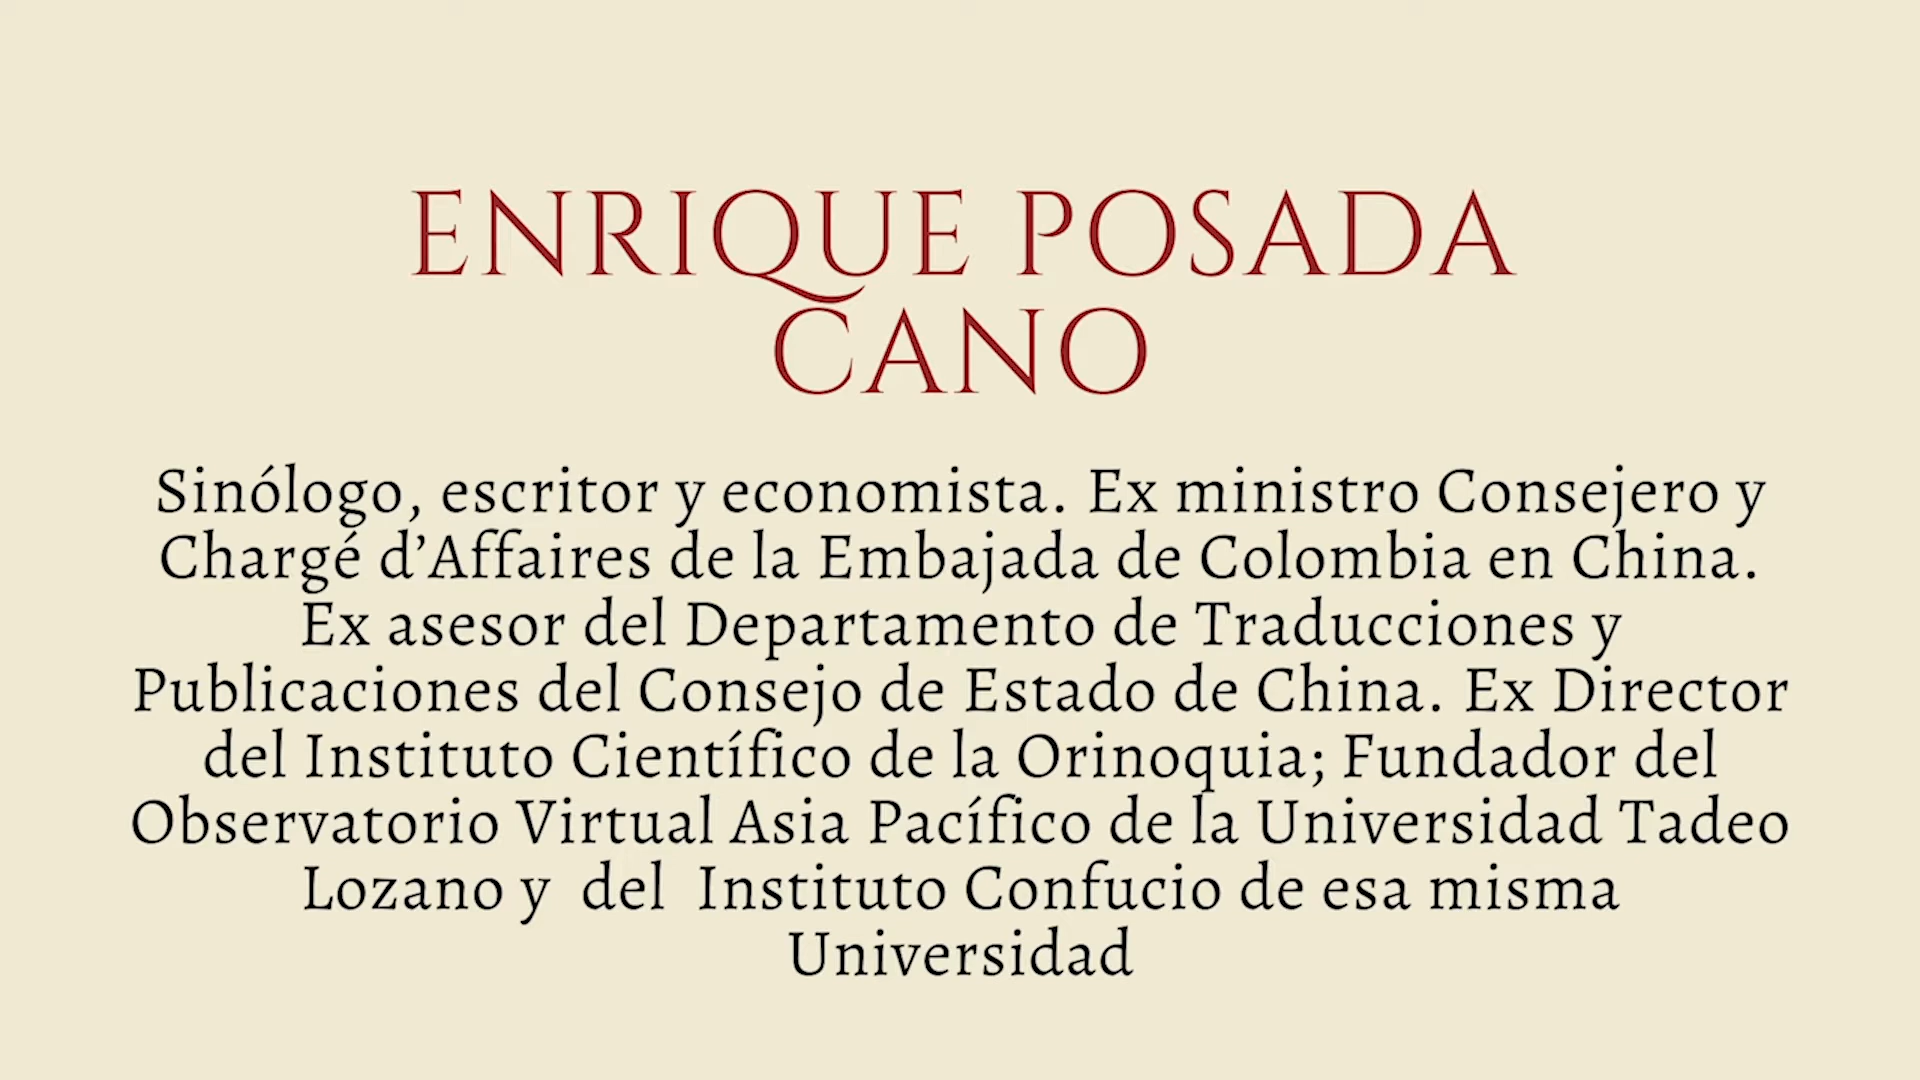 ENRIQUE POSADA
CANO
Sinólogo, escritor y economista. Ex ministro Consejero y
Chargé d’Affaires de la Embajada de Colombia en China.
Ex asesor del Departamento de Traducciones y
Publicaciones del Consejo de Estado de China. Ex Director
del Instituto Científico de la Orinoquia; Fundador del
Observatorio Virtual Asia Pacífico de la Universidad Tadeo
Lozano y  del  Instituto Confucio de esa misma
Universidad